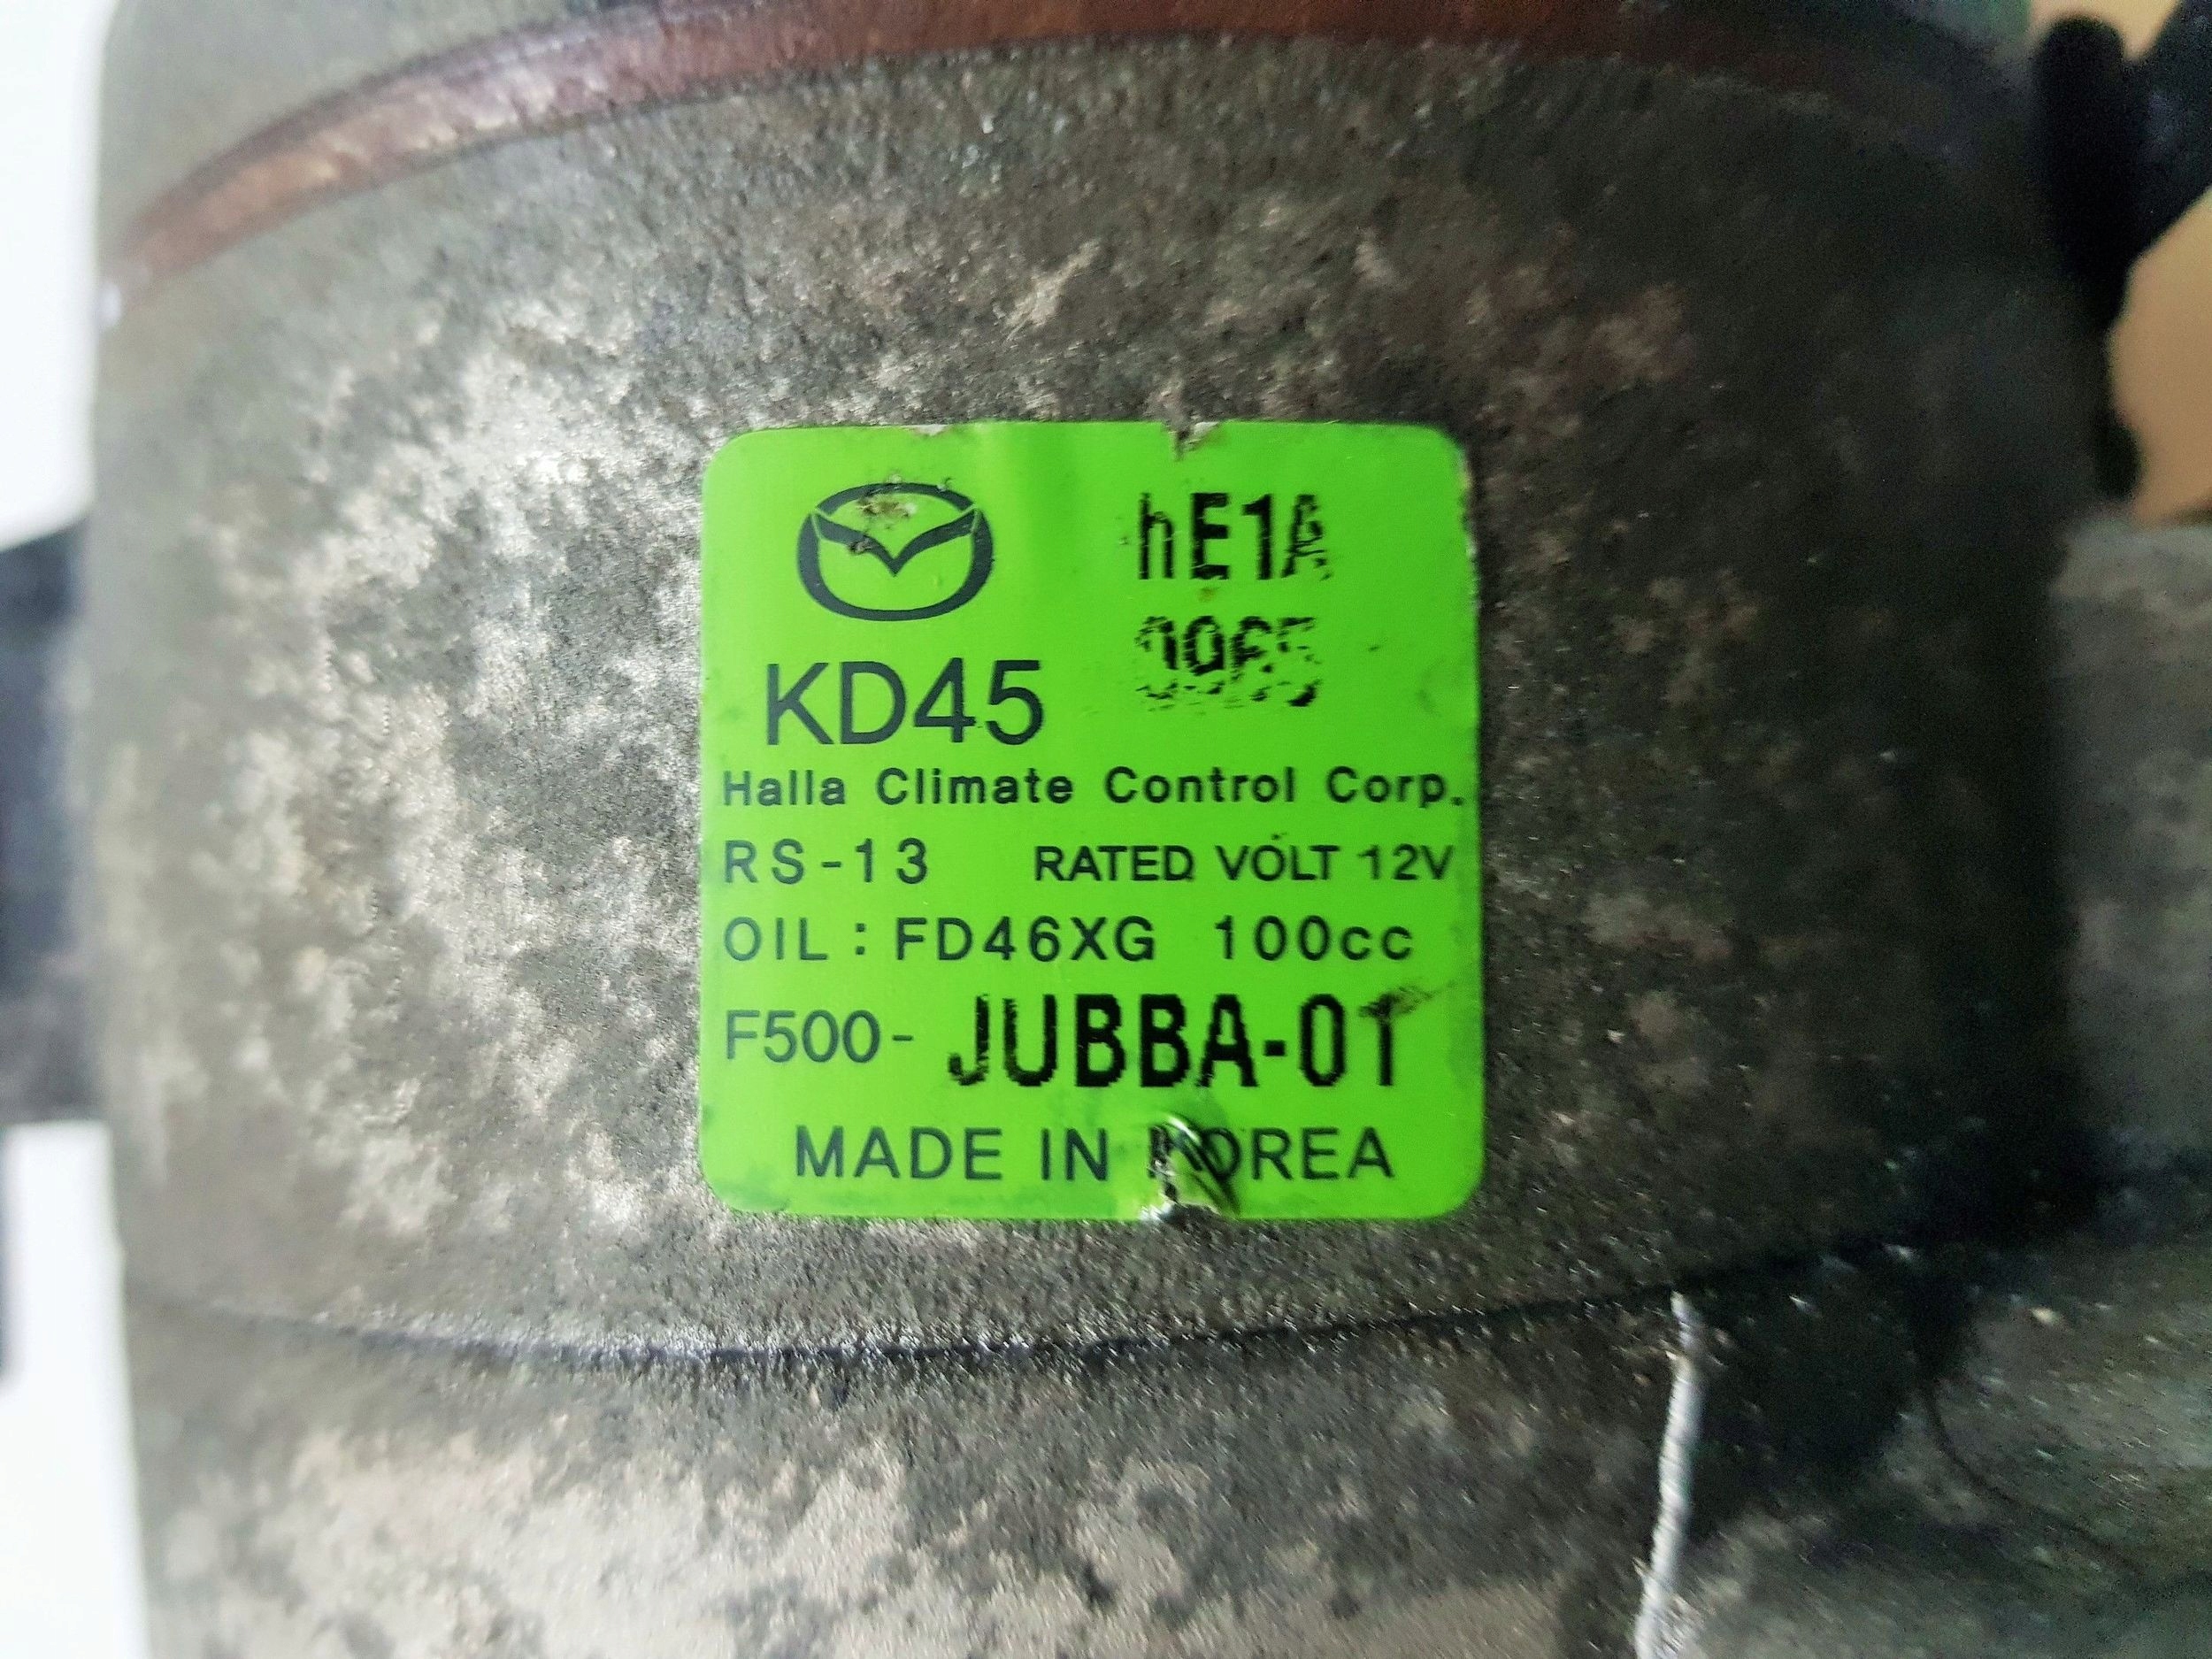 hE1A
KD45
Halla Climate Control Corp.
RS-13 RATED VOLT 12V
OIL: FD46XG 100cc
F500- JUBBA-01
MADE IN KOREA